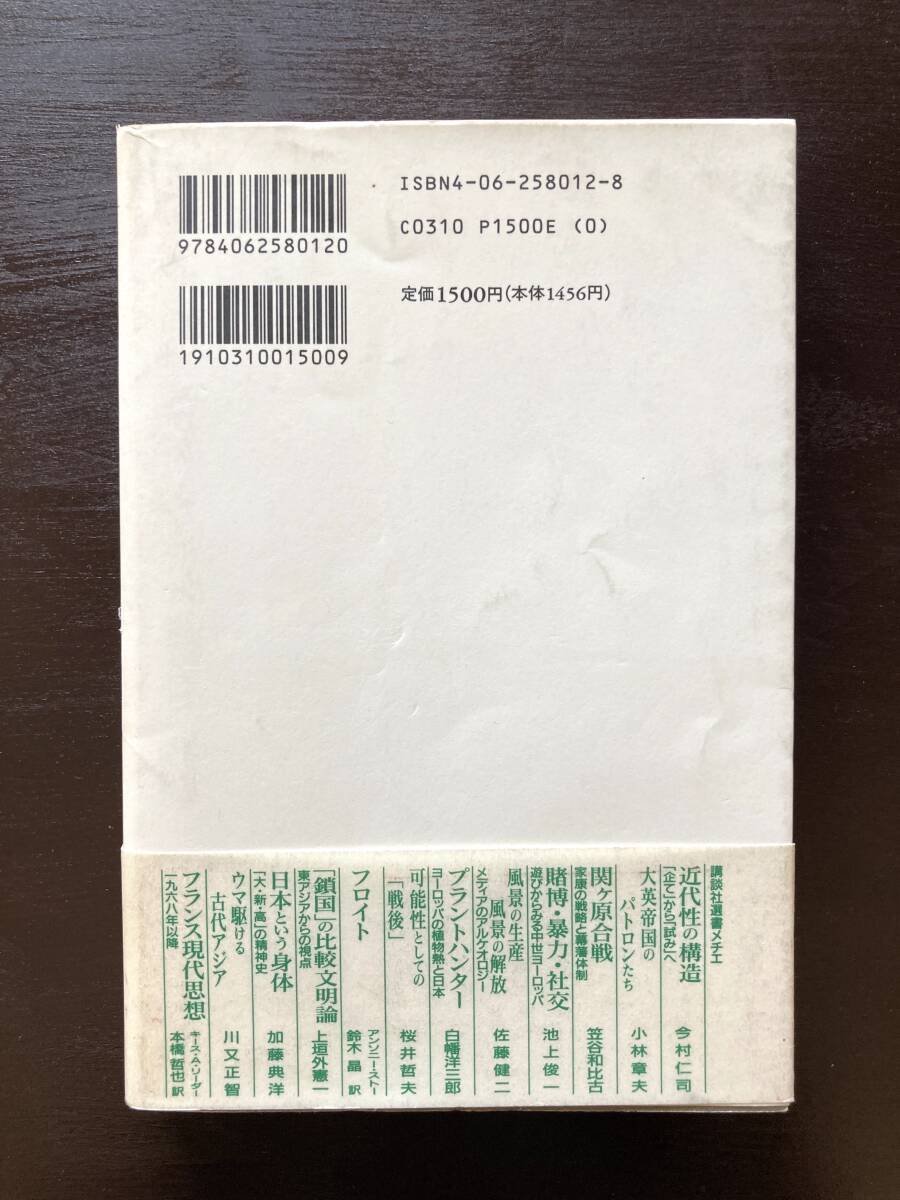 ISBN4-06-258012-8
C0310 P1500E (0)
9784062580120
定価1500円(本体1456円)
1910310015009
講談社選書メチエ
近代性の構造
「企て」から「試み」へ
今村仁司
大英帝国の
パトロンたち
小林章夫
関ヶ原合戦
家康の戦略と幕藩体制
笠谷和比古
賭博・暴力・社交
遊びからみる中世ヨーロッパ
池上俊一
風景の生産
風景の解放
メディアのアルケオロジー
佐藤健二
プラントハンター
ヨーロッパの植物熱と日本
白幡洋三郎
可能性としての
「戦後」
桜井哲夫
フロイト
アンソニー・ストー
鈴木晶 訳
「鎖国」の比較文明論
東アジアからの視点
上垣外憲一
日本という身体
「大・新・高」の精神史
加藤典洋
ウマ駆ける
古代アジア
川又正智
フランス現代思想
一九六八年以降
キース・A・リーダー
本橋哲也 訳